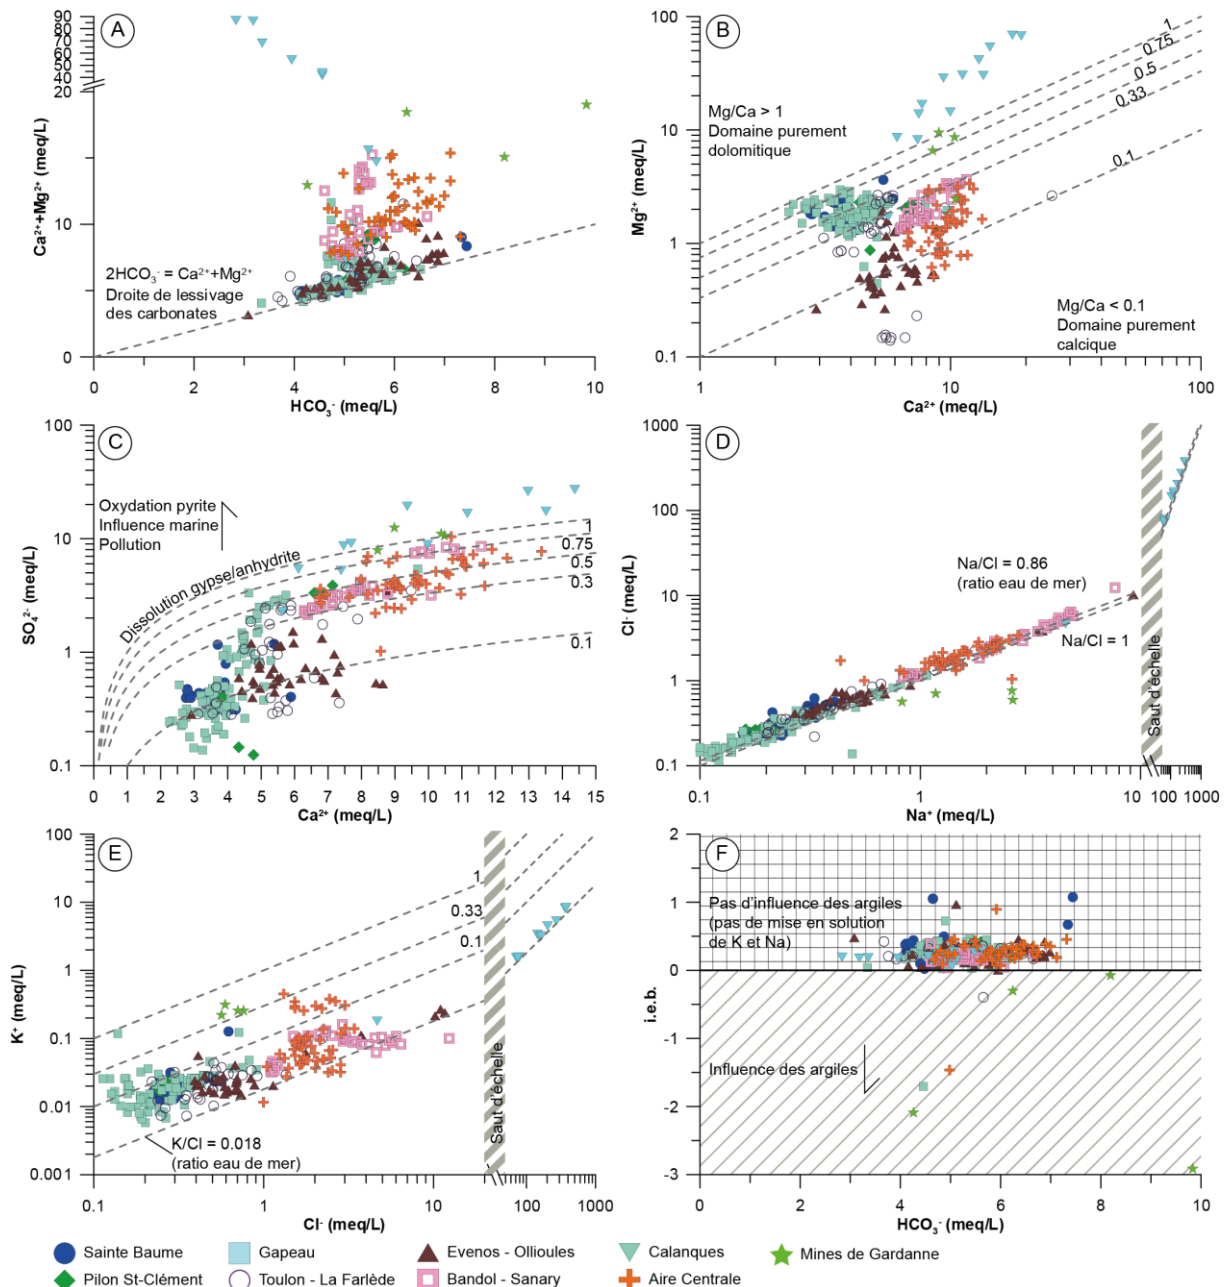 A
90
80
70
60
50
40
20
10
0
Ca²⁺+Mg²⁺ (meq/L)
2HCO₃⁻ = Ca²⁺+Mg²⁺
Droite de lessivage
des carbonates
0 2 4 6 8 10
HCO₃⁻ (meq/L)
B
100
10
1
0.1
Mg²⁺ (meq/L)
Mg/Ca > 1
Domaine purement
dolomitique
1
0.75
0.5
0.33
0.1
Mg/Ca < 0.1
Domaine purement
calcique
1 10 100
Ca²⁺ (meq/L)
C
100
10
1
0.1
SO₄²⁻ (meq/L)
Oxydation pyrite
Influence marine
Pollution
Dissolution gypse/anhydrite
1
0.75
0.5
0.3
0.1
0 1 2 3 4 5 6 7 8 9 10 11 12 13 14 15
Ca²⁺ (meq/L)
D
1000
100
10
1
0.1
Cl⁻ (meq/L)
Na/Cl = 0.86
(ratio eau de mer)
Na/Cl = 1
Saut d'échelle
0.1 1 10 100 1000
Na⁺ (meq/L)
E
100
10
1
0.1
0.01
0.001
K⁺ (meq/L)
1
0.33
0.1
K/Cl = 0.018
(ratio eau de mer)
Saut d'échelle
0.1 1 10 100 1000
Cl⁻ (meq/L)
F
2
1
0
-1
-2
-3
i.e.b.
Pas d'influence des argiles
(pas de mise en solution
de K et Na)
Influence des argiles
0 2 4 6 8 10
HCO₃⁻ (meq/L)
Sainte Baume Gapeau Evenos - Ollioules Calanques Mines de Gardanne
Pilon St-Clément Toulon - La Farlède Bandol - Sanary Aire Centrale